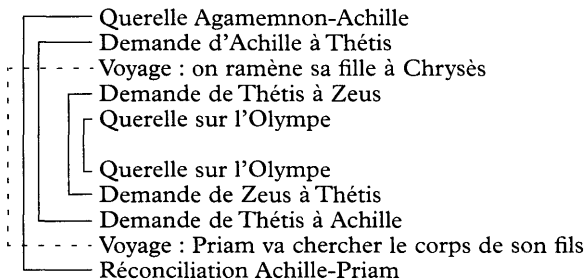 Querelle Agamemnon-Achille
Demande d'Achille à Thétis
Voyage : on ramène sa fille à Chrysès
Demande de Thétis à Zeus
Querelle sur l'Olympe
Querelle sur l'Olympe
Demande de Zeus à Thétis
Demande de Thétis à Achille
Voyage : Priam va chercher le corps de son fils
Réconciliation Achille-Priam